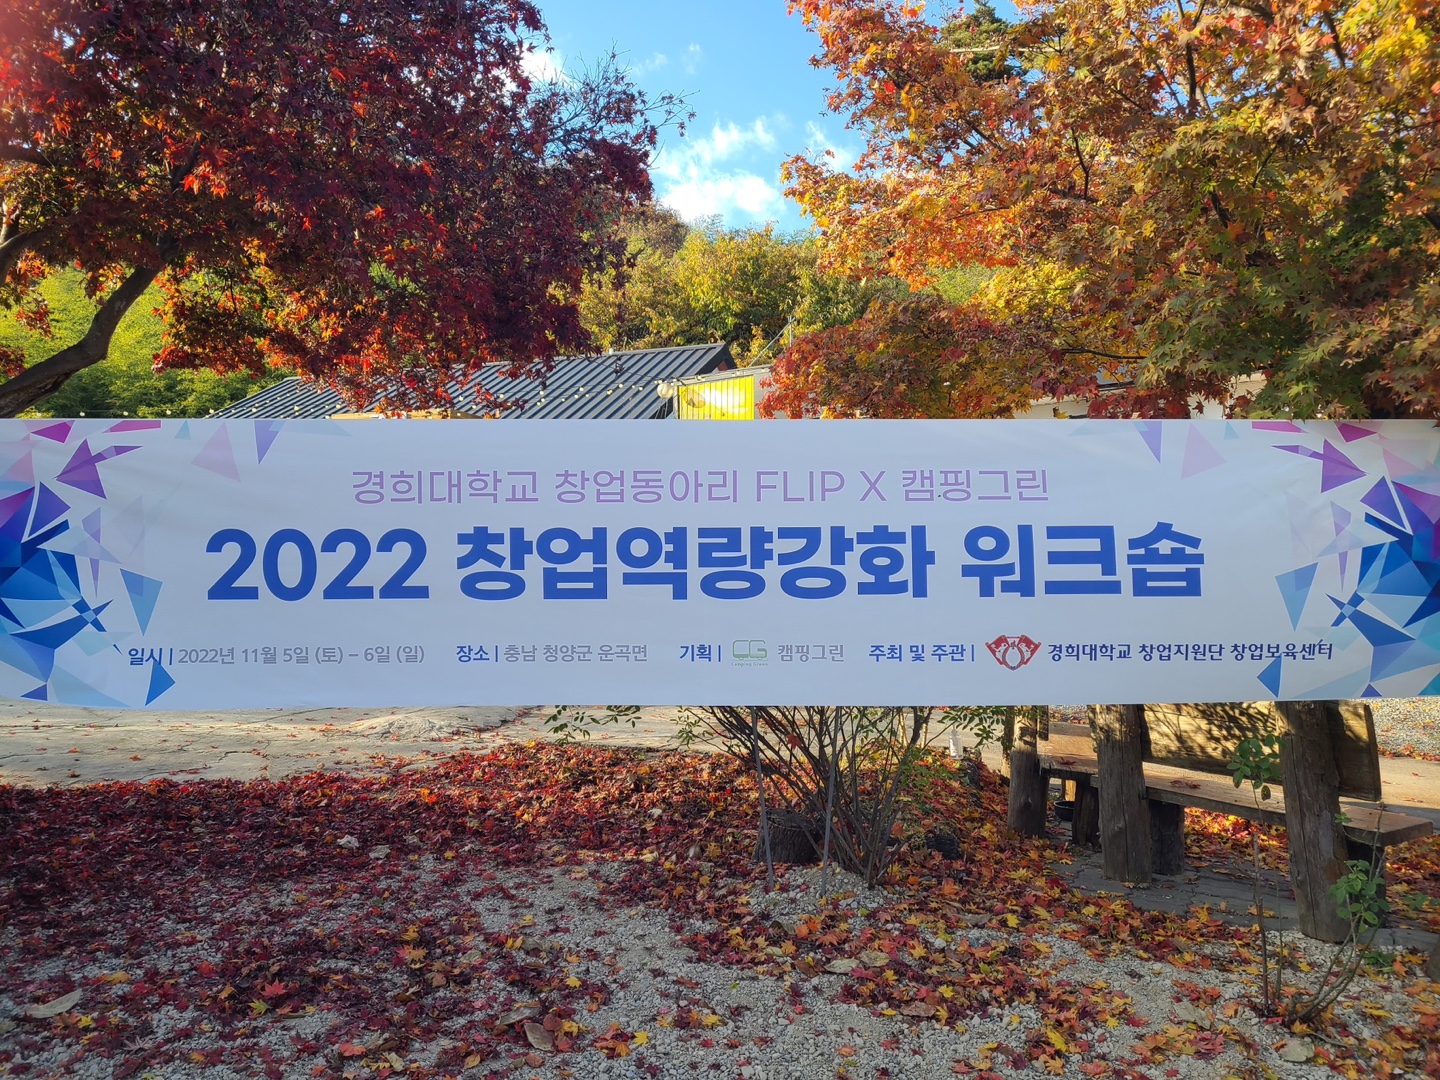 경희대학교 창업동아리 FLIP X 캠핑그린
2022 창업역량강화 워크숍
일시 | 2022년 11월 5일 (토) – 6일 (일) 장소 | 충남 청양군 운곡면 기획 | CG Camping Green 캠핑그린 주최 및 주관 | 경희대학교 창업지원단 창업보육센터